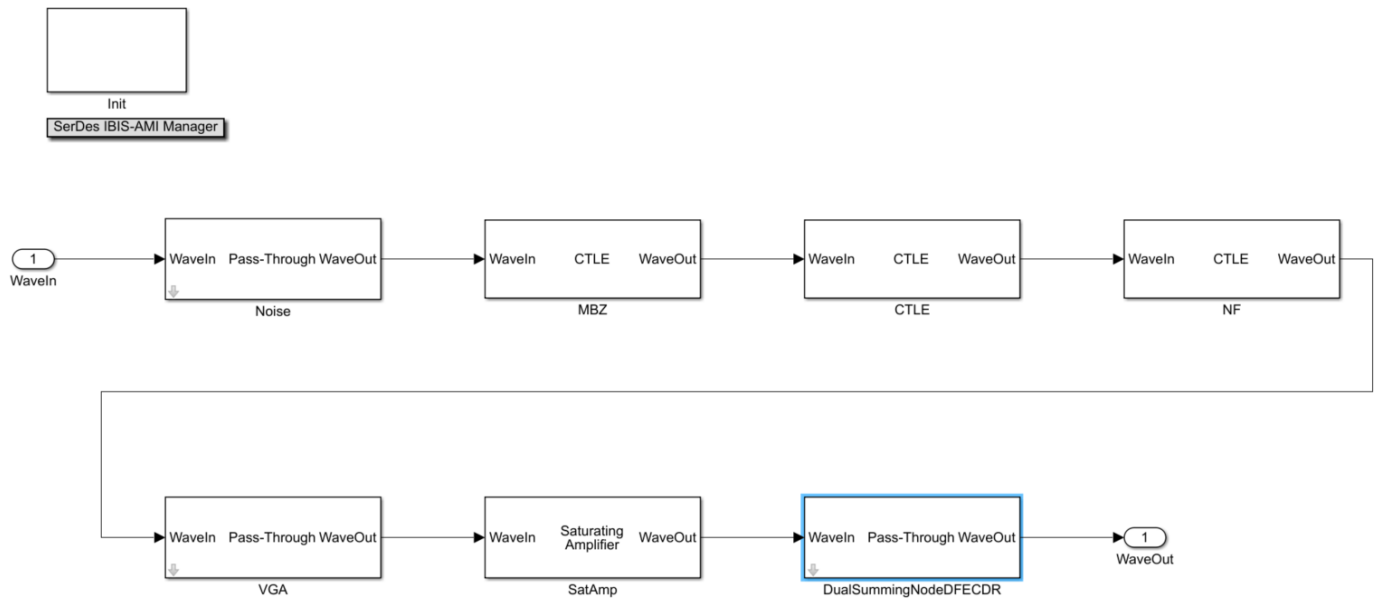 Init
SerDes IBIS-AMI Manager
1
WaveIn
WaveIn Pass-Through WaveOut
Noise
WaveIn CTLE WaveOut
MBZ
WaveIn CTLE WaveOut
CTLE
WaveIn CTLE WaveOut
NF
WaveIn Pass-Through WaveOut
VGA
WaveIn Saturating
Amplifier WaveOut
SatAmp
WaveIn Pass-Through WaveOut
DualSummingNodeDFECDR
1
WaveOut